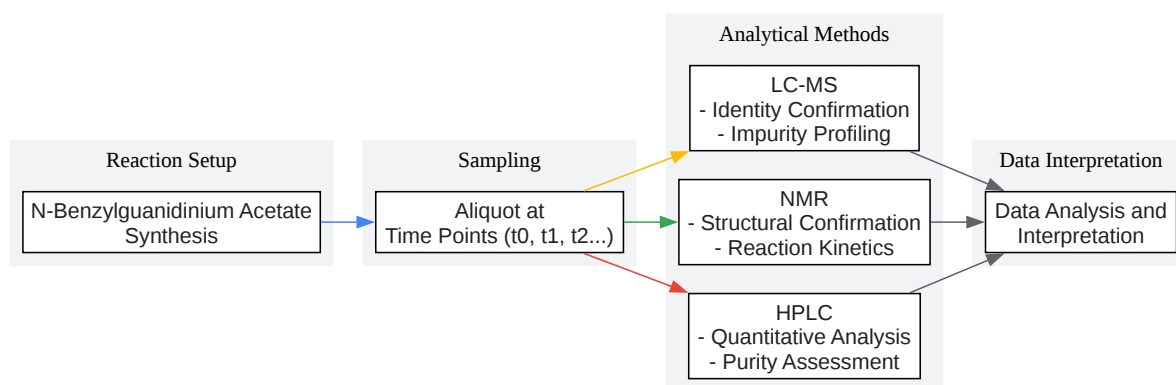 Reaction Setup
N-Benzylguanidinium Acetate
Synthesis
Sampling
Aliquot at
Time Points (t0, t1, t2...)
Analytical Methods
LC-MS
- Identity Confirmation
- Impurity Profiling
NMR
- Structural Confirmation
- Reaction Kinetics
HPLC
- Quantitative Analysis
- Purity Assessment
Data Interpretation
Data Analysis and
Interpretation